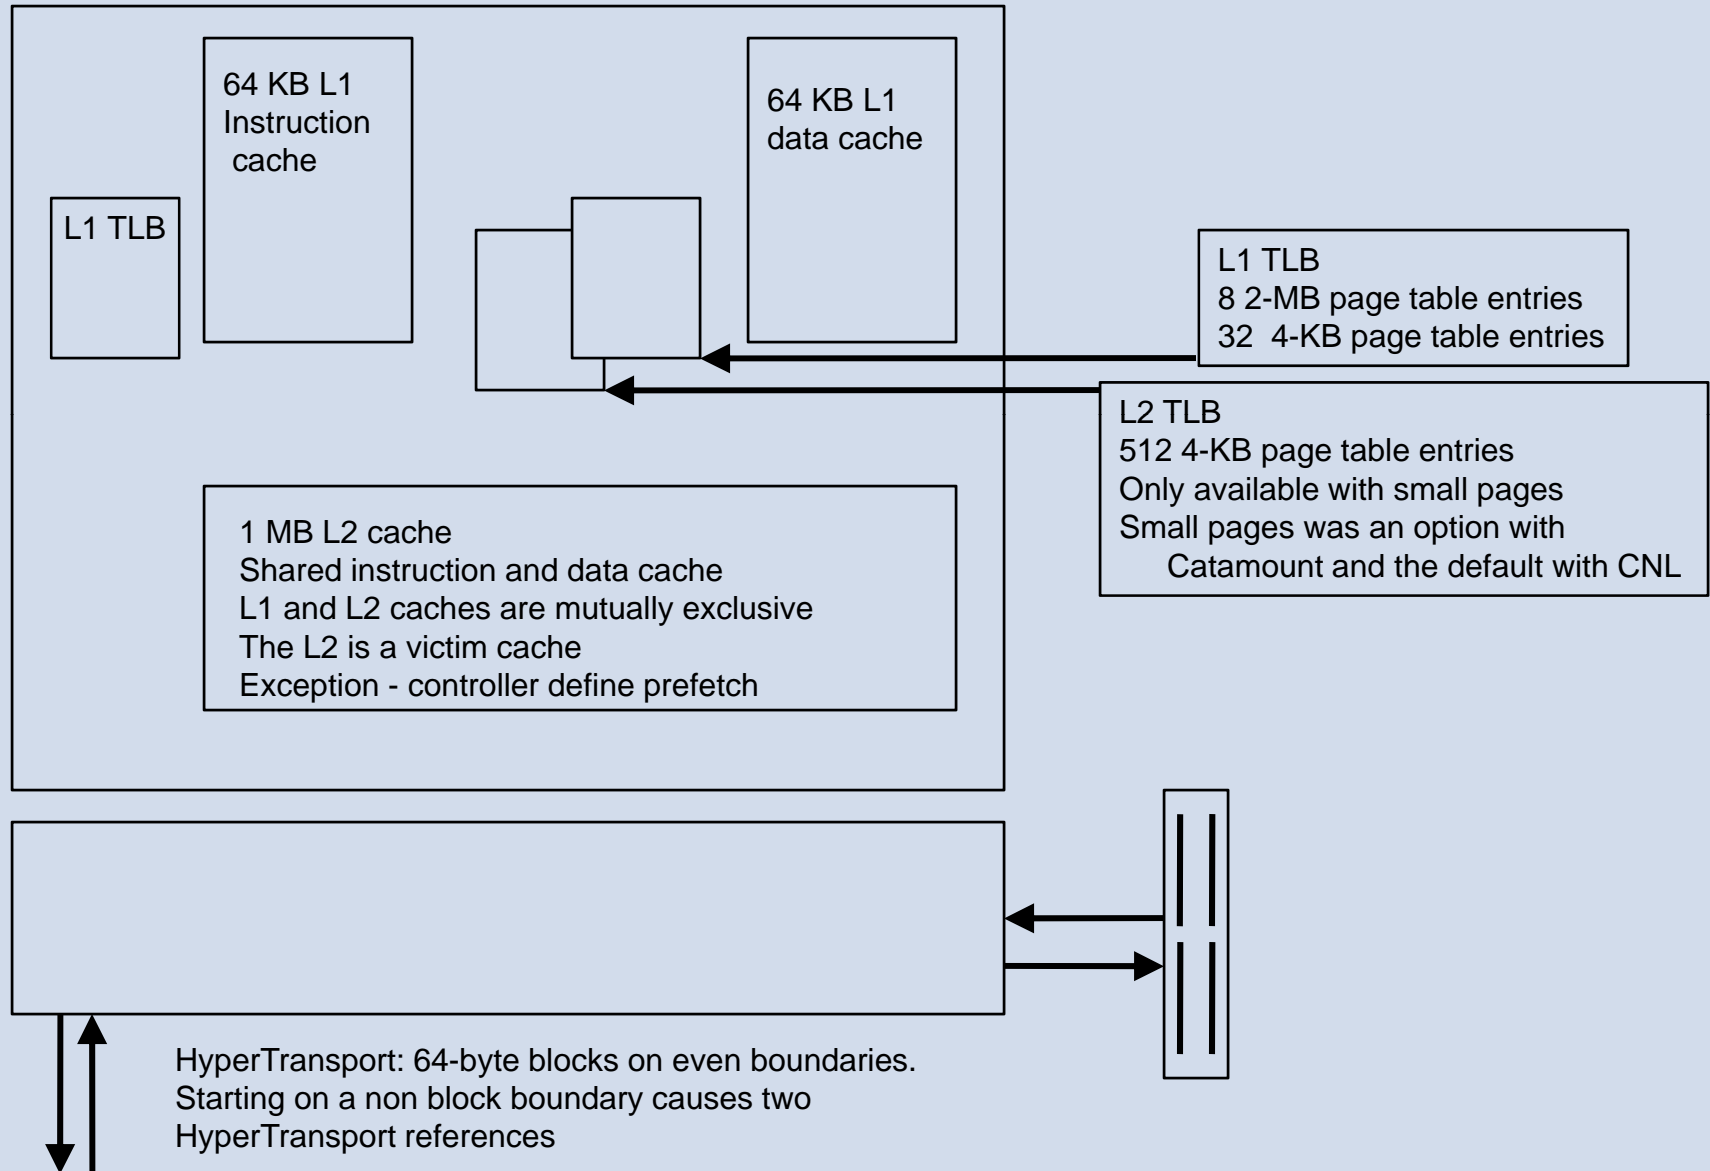 64 KB L1
Instruction
cache
64 KB L1
data cache
L1 TLB
L1 TLB
8 2-MB page table entries
32 4-KB page table entries
L2 TLB
512 4-KB page table entries
Only available with small pages
Small pages was an option with
Catamount and the default with CNL
1 MB L2 cache
Shared instruction and data cache
L1 and L2 caches are mutually exclusive
The L2 is a victim cache
Exception - controller define prefetch
HyperTransport: 64-byte blocks on even boundaries.
Starting on a non block boundary causes two
HyperTransport references